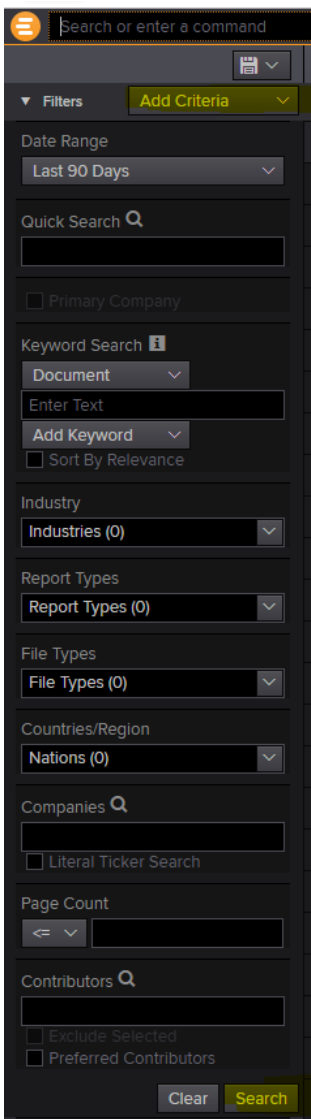 Search or enter a command
Filters Add Criteria
Date Range
Last 90 Days
Quick Search
Primary Company
Keyword Search i
Document
Enter Text
Add Keyword
Sort By Relevance
Industry
Industries (0)
Report Types
Report Types (0)
File Types
File Types (0)
Countries/Region
Nations (0)
Companies
Literal Ticker Search
Page Count
<=
Contributors
Exclude Selected
Preferred Contributors
Clear Search